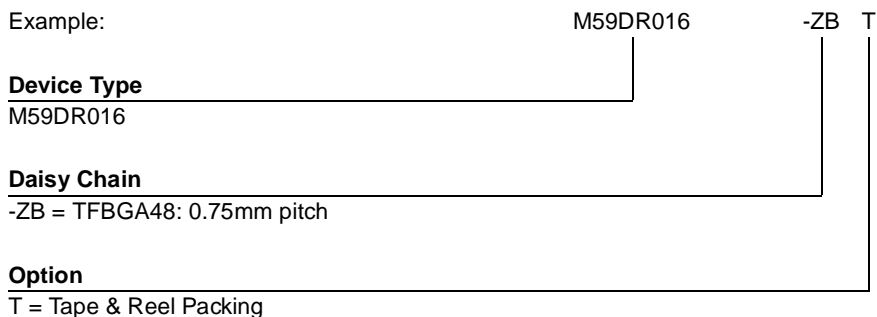 Example: M59DR016 -ZB T
Device Type
M59DR016
Daisy Chain
-ZB = TFBGA48: 0.75mm pitch
Option
T = Tape & Reel Packing